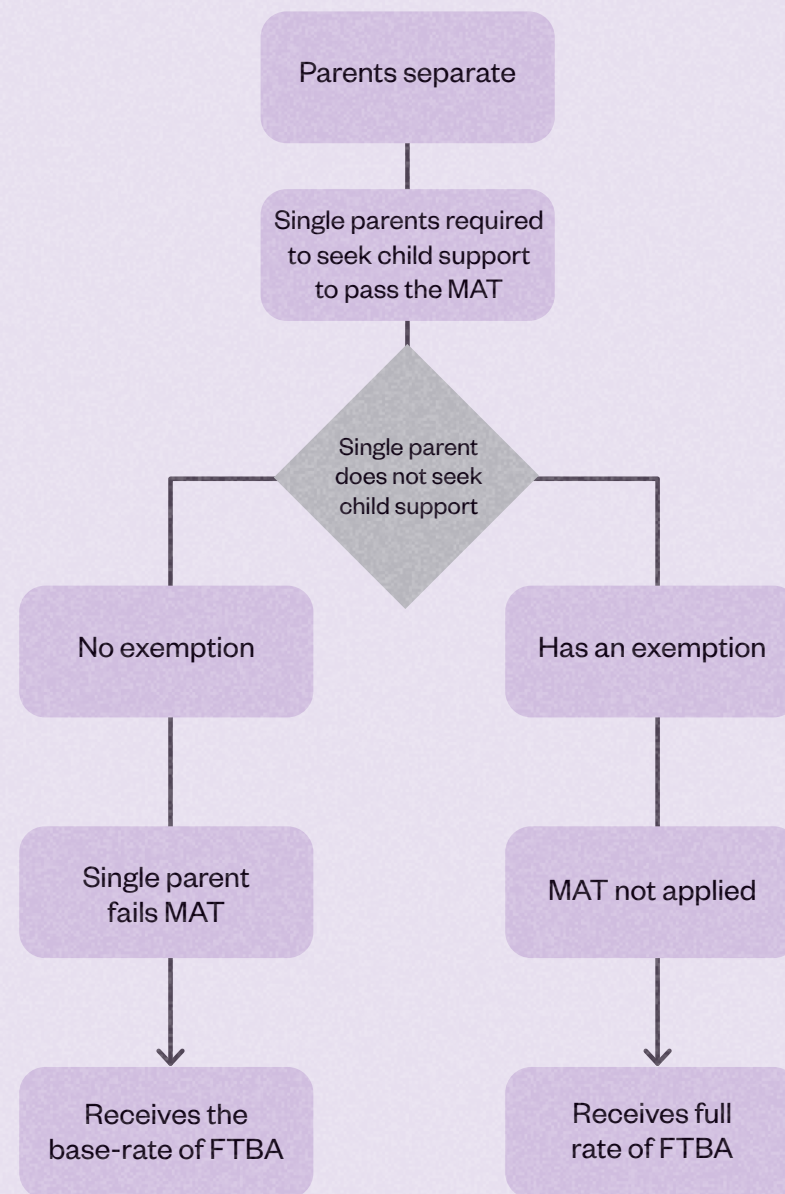 Parents separate
Single parents required
to seek child support
to pass the MAT
Single parent
does not seek
child support
No exemption
Has an exemption
Single parent
fails MAT
MAT not applied
Receives the
base-rate of FTBA
Receives full
rate of FTBA